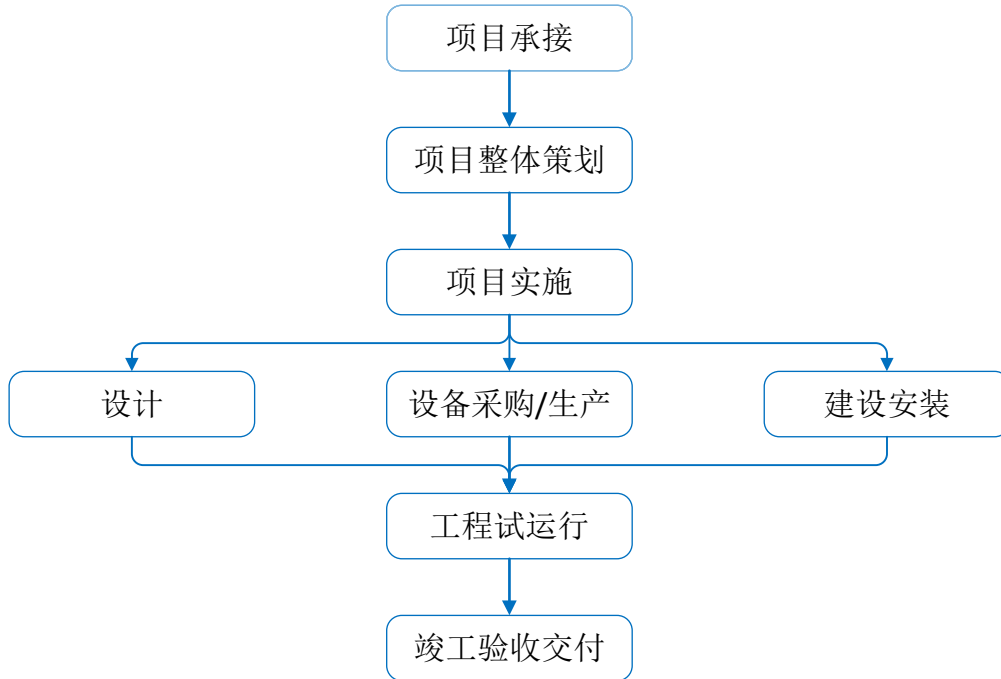 项目承接
项目整体策划
项目实施
设计
设备采购/生产
建设安装
工程试运行
竣工验收交付